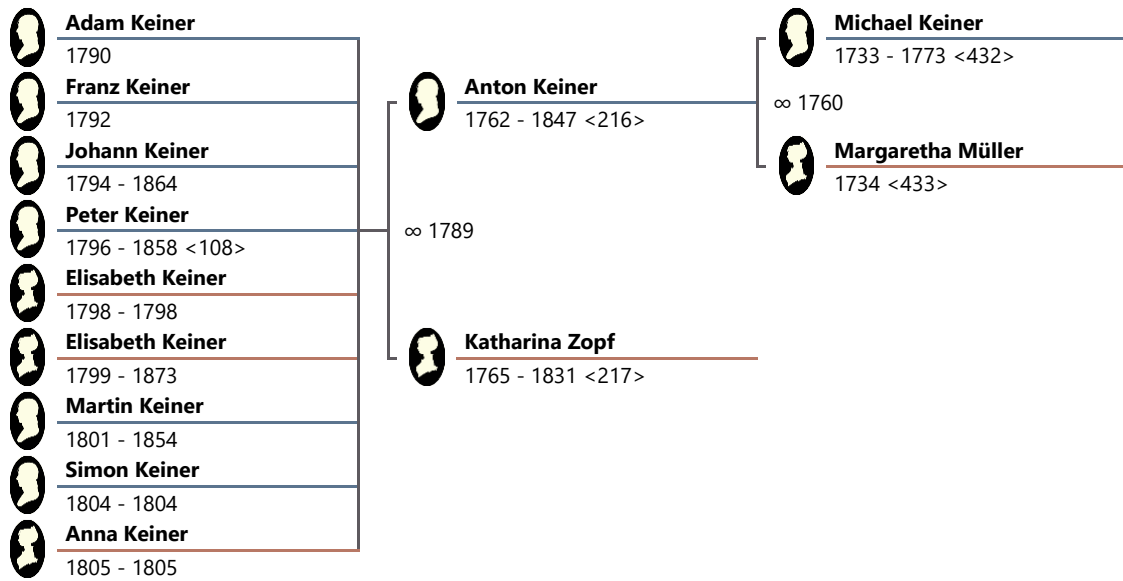 Adam Keiner
1790
Franz Keiner
1792
Johann Keiner
1794 - 1864
Peter Keiner
1796 - 1858 <108>
Elisabeth Keiner
1798 - 1798
Elisabeth Keiner
1799 - 1873
Martin Keiner
1801 - 1854
Simon Keiner
1804 - 1804
Anna Keiner
1805 - 1805
Anton Keiner
1762 - 1847 <216>
∞ 1789
Katharina Zopf
1765 - 1831 <217>
Michael Keiner
1733 - 1773 <432>
∞ 1760
Margaretha Müller
1734 <433>